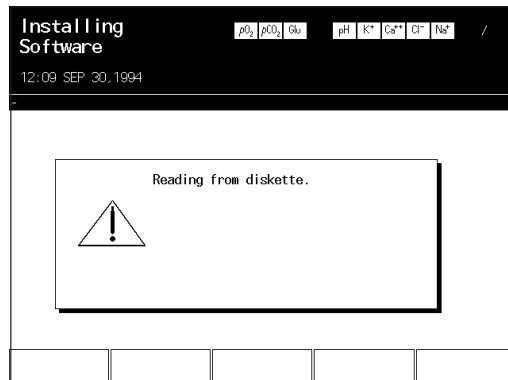 Installing
Software
pO₂ pCO₂ Glu pH K⁺ Ca⁺⁺ Cl⁻ Na⁺ /
12:09 SEP 30,1994
-
Reading from diskette.
!